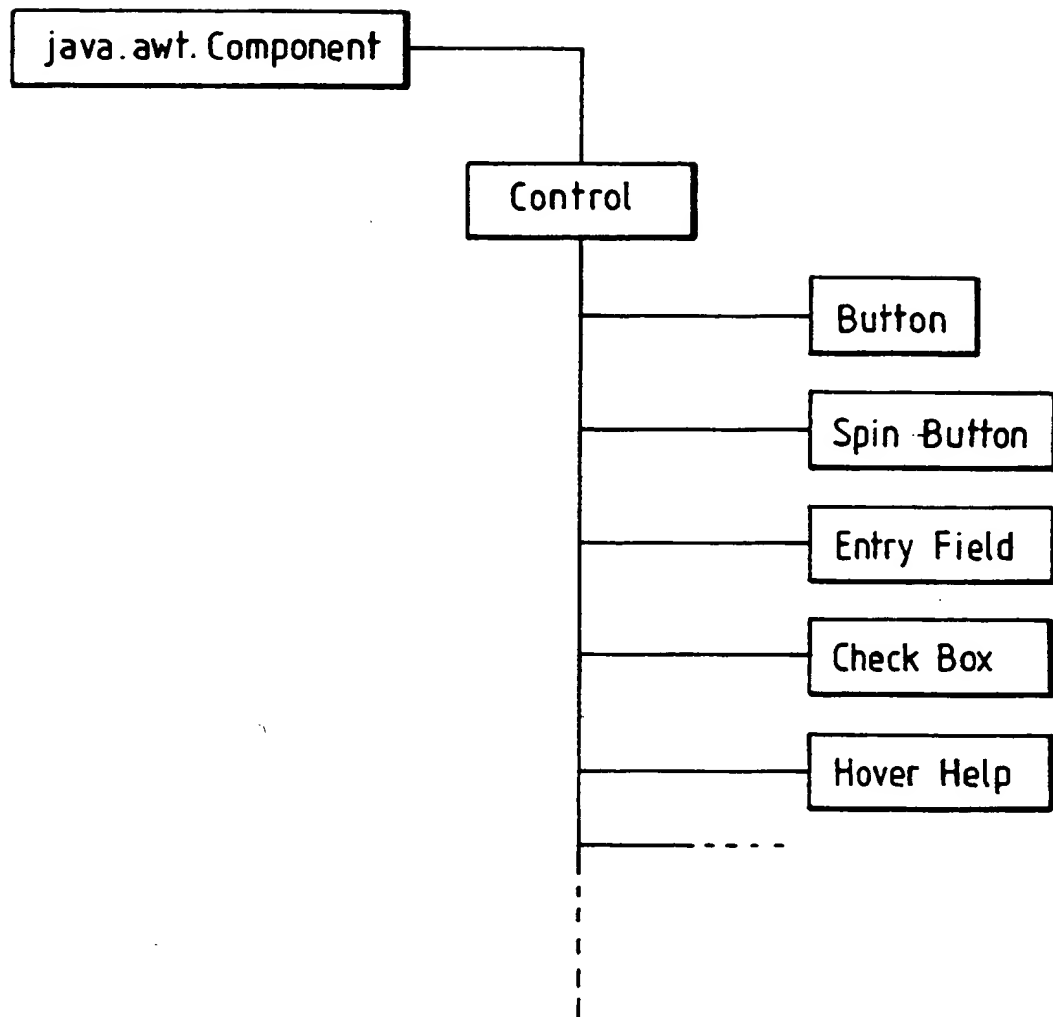 java.awt.Component
Control
Button
Spin Button
Entry Field
Check Box
Hover Help